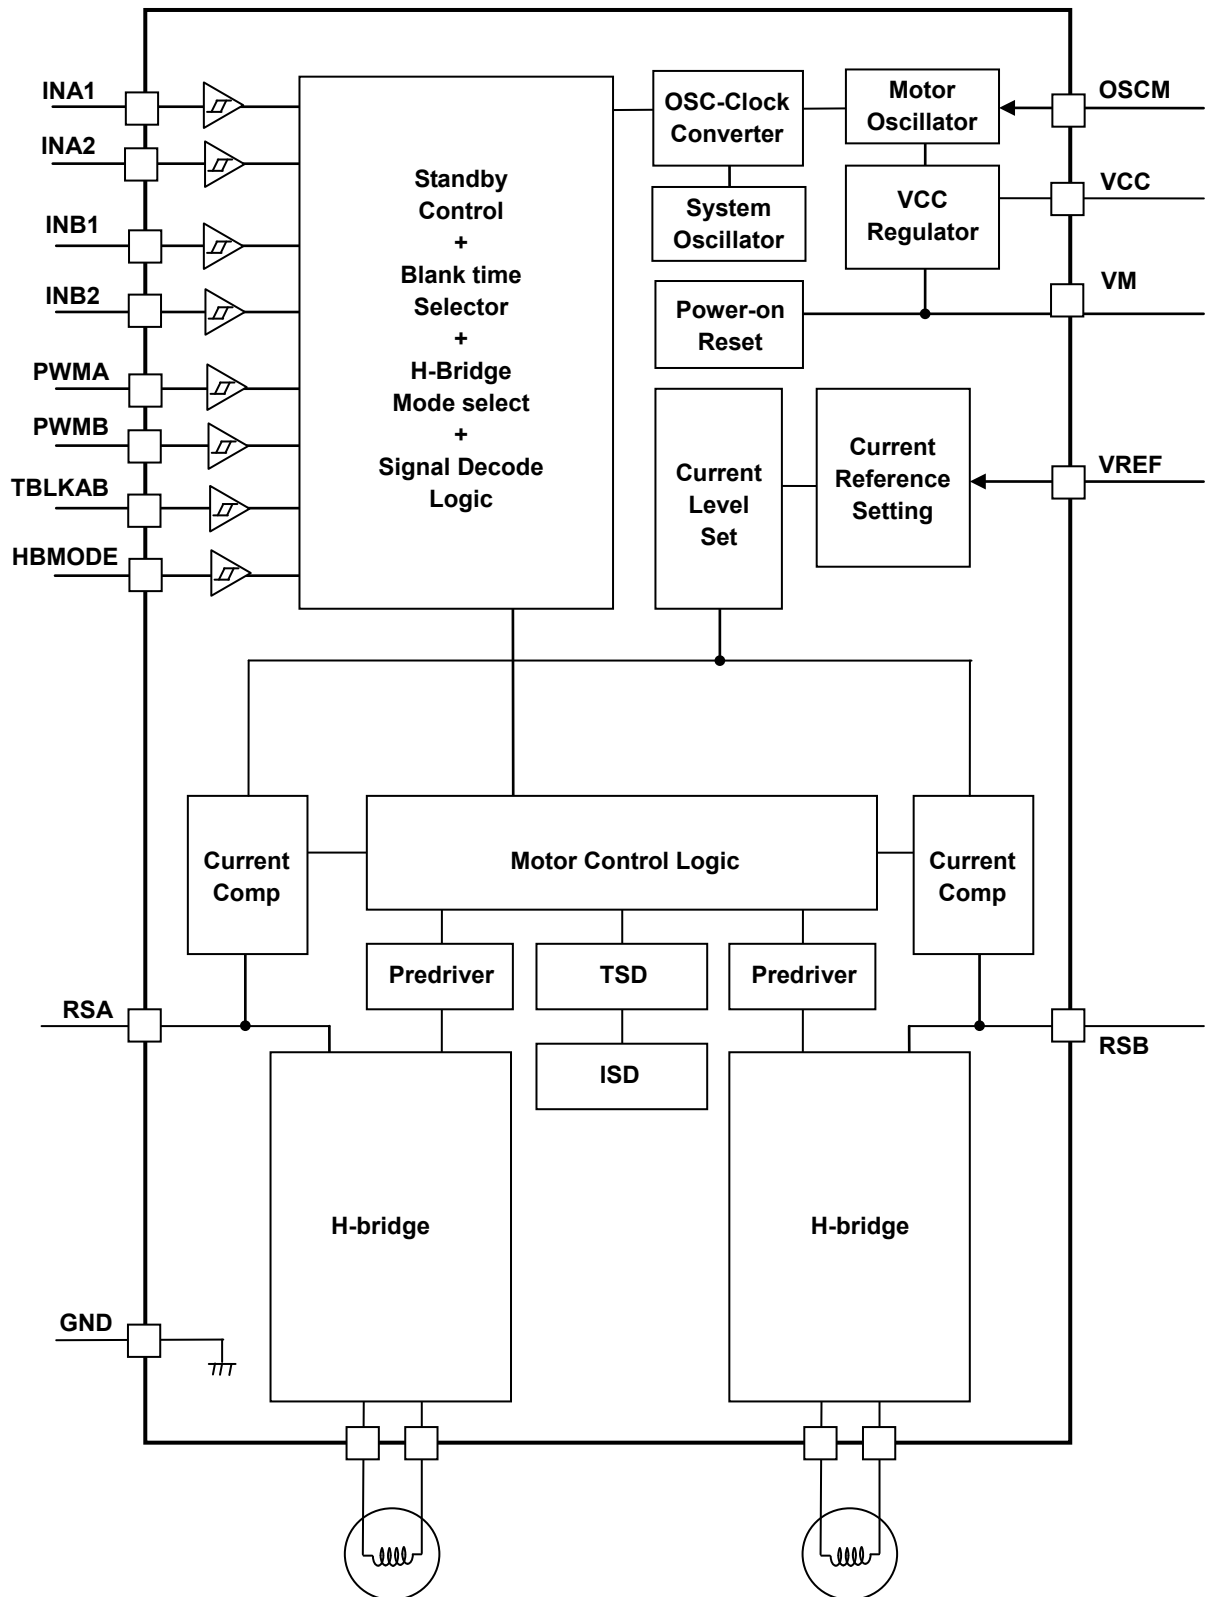 INA1
INA2
INB1
INB2
PWMA
PWMB
TBLKAB
HBMODE
Standby
Control
+
Blank time
Selector
+
H-Bridge
Mode select
+
Signal Decode
Logic
OSC-Clock
Converter
Motor
Oscillator
OSCM
System
Oscillator
VCC
Regulator
VCC
VM
Power-on
Reset
Current
Level
Set
Current
Reference
Setting
VREF
Current
Comp
Motor Control Logic
Current
Comp
Predriver
TSD
Predriver
RSA
RSB
ISD
H-bridge
H-bridge
GND